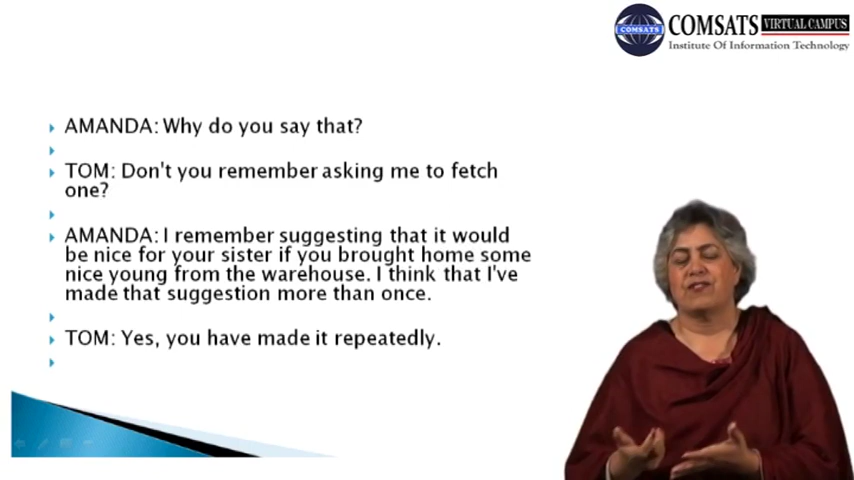 COMSATS
COMSATS VIRTUAL CAMPUS
Institute Of Information Technology
AMANDA: Why do you say that?
TOM: Don't you remember asking me to fetch
one?
AMANDA: I remember suggesting that it would
be nice for your sister if you brought home some
nice young from the warehouse. I think that I've
made that suggestion more than once.
TOM: Yes, you have made it repeatedly.